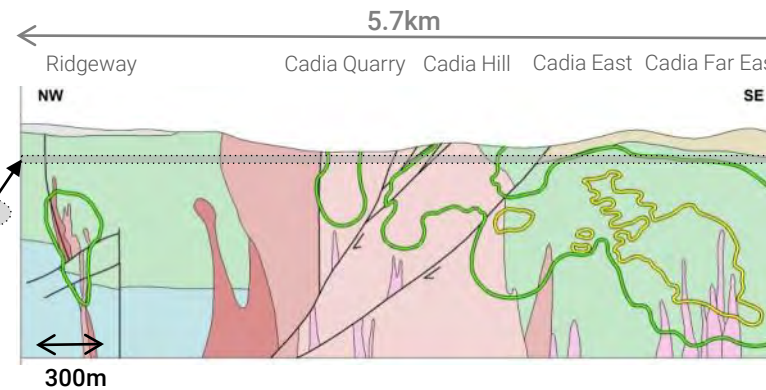 5.7km
Ridgeway
Cadia Quarry
Cadia Hill
Cadia East
Cadia Far Eas
NW
SE
300m